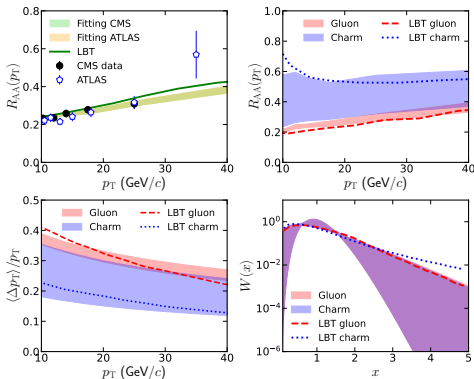 0.8
0.6
0.4
0.2
0.0
R_AA(p_T)
Fitting CMS
Fitting ATLAS
LBT
CMS data
ATLAS
10 20 30 40
p_T (GeV/c)
0.8
0.6
0.4
0.2
0.0
R_AA(p_T)
Gluon LBT gluon
Charm LBT charm
10 20 30 40
p_T (GeV/c)
0.5
0.4
0.3
0.2
0.1
0.0
⟨Δp_T⟩/p_T
Gluon LBT gluon
Charm LBT charm
10 20 30 40
p_T (GeV/c)
10^0
10^−2
10^−4
10^−6
W(x)
Gluon
Charm
LBT gluon
LBT charm
1 2 3 4 5
x